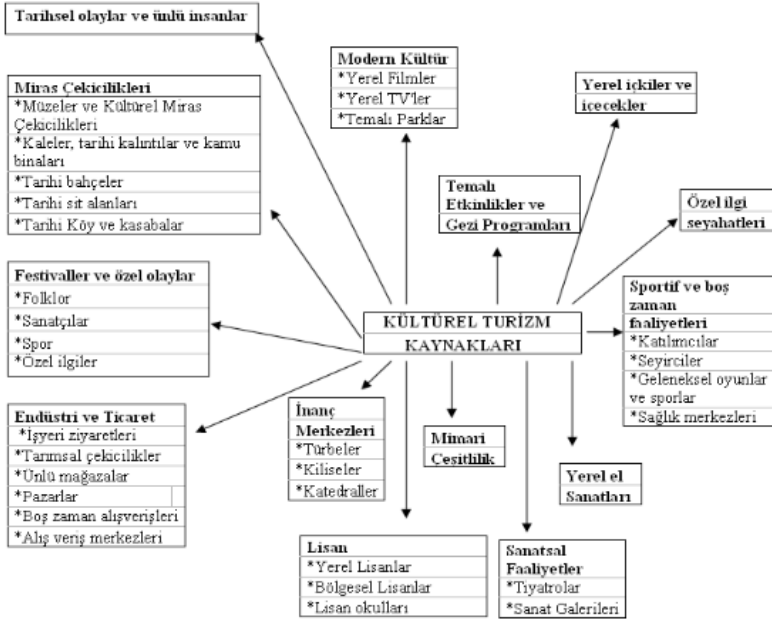 Tarihsel olaylar ve ünlü insanlar
Modern Kültür
*Yerel Filmler
*Yerel TV'ler
*Temalı Parklar
Yerel içkiler ve
içecekler
Miras Çekicilikleri
*Müzeler ve Kültürel Miras
Çekicilikleri
*Kaleler, tarihi kalıntılar ve kamu
binaları
*Tarihi bahçeler
*Tarihi sit alanları
*Tarihi Köy ve kasabalar
Temalı
Etkinlikler ve
Gezi Programları
Özel ilgi
seyahatleri
Festivaller ve özel olaylar
*Folklor
*Sanatçılar
*Spor
*Özel ilgiler
KÜLTÜREL TURİZM
KAYNAKLARI
Sportif ve boş
zaman
faaliyetleri
*Katılımcılar
*Seyirciler
*Geleneksel oyunlar
ve sporlar
*Sağlık merkezleri
Endüstri ve Ticaret
*İşyeri ziyaretleri
*Tarımsal çekicilikler
*Ünlü mağazalar
*Pazarlar
*Boş zaman alışverişleri
*Alış veriş merkezleri
İnanç
Merkezleri
*Türbeler
*Kiliseler
*Katedraller
Mimari
Çeşitlilik
Yerel el
Sanatları
Lisan
*Yerel Lisanlar
*Bölgesel Lisanlar
*Lisan okulları
Sanatsal
Faaliyetler
*Tiyatrolar
*Sanat Galerileri